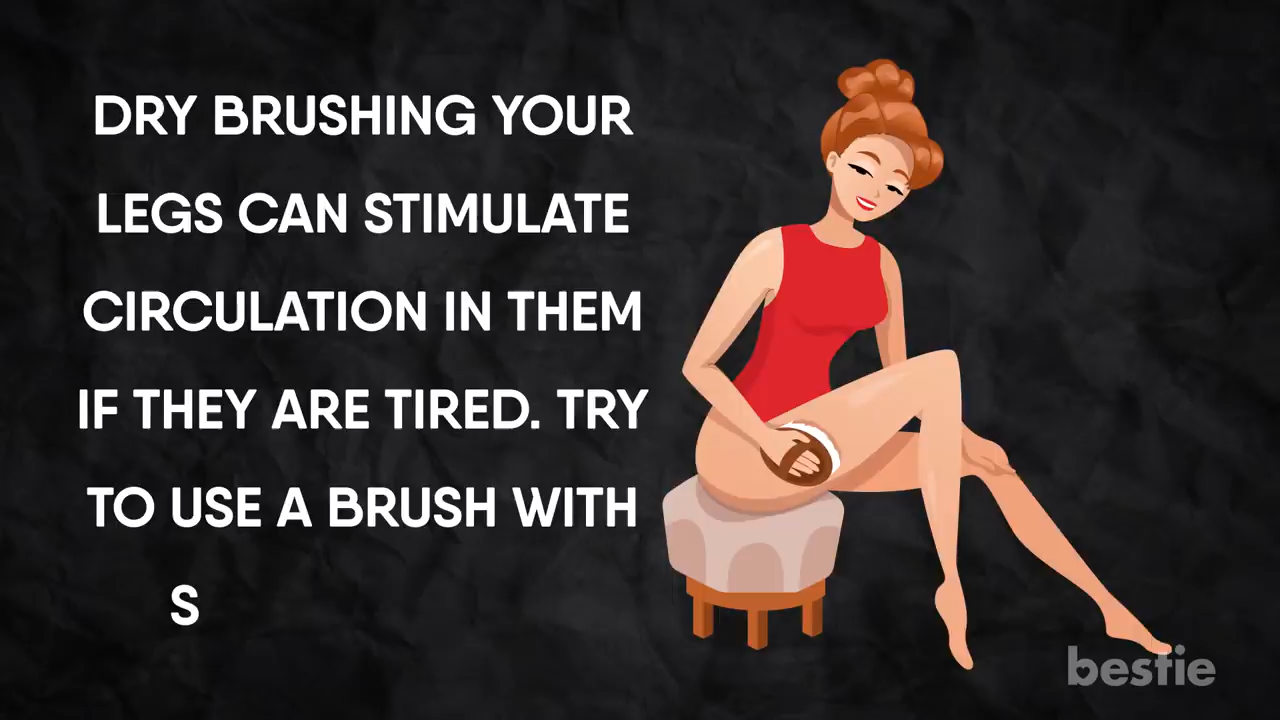 DRY BRUSHING YOUR
LEGS CAN STIMULATE
CIRCULATION IN THEM
IF THEY ARE TIRED. TRY
TO USE A BRUSH WITH
S
bestie